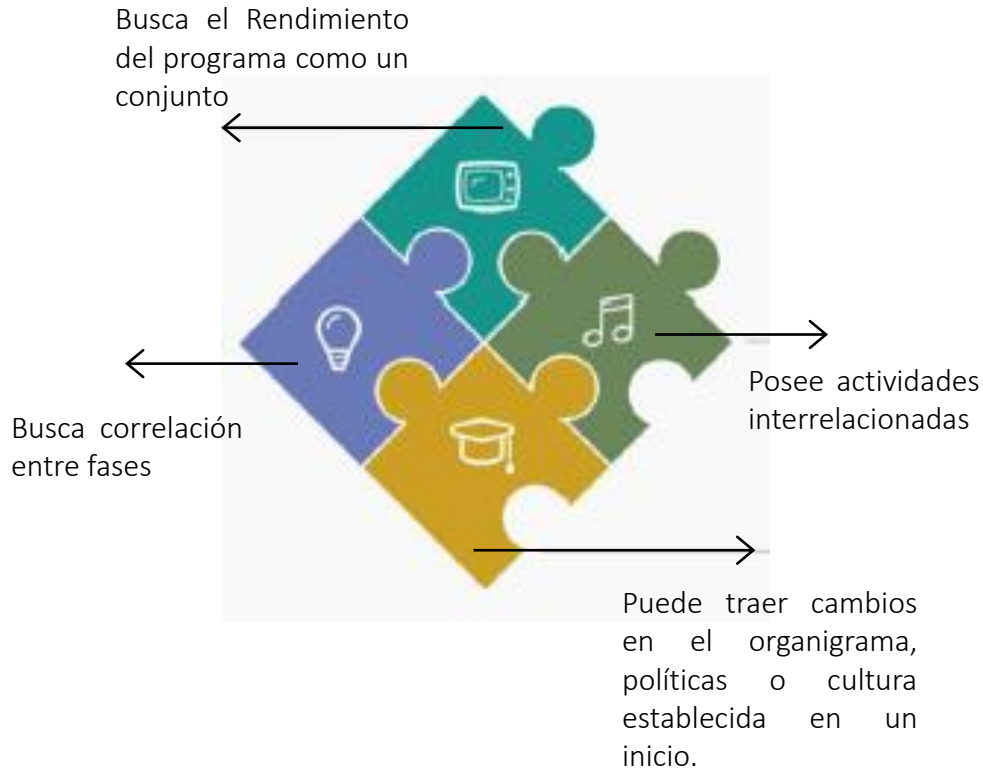 Busca el Rendimiento
del programa como un
conjunto
Busca correlación
entre fases
Posee actividades
interrelacionadas
Puede traer cambios
en el organigrama,
políticas o cultura
establecida en un
inicio.